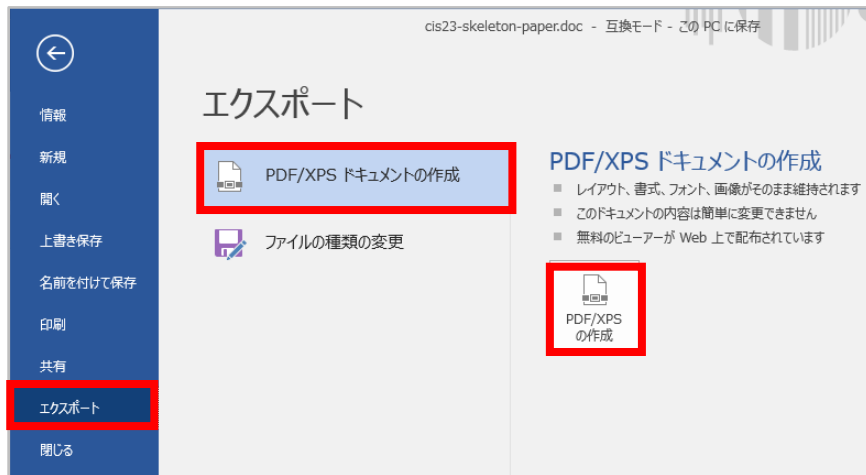 cis23-skeleton-paper.doc - 互換モード - この PC に保存
情報
新規
開く
上書き保存
名前を付けて保存
印刷
共有
エクスポート
閉じる
エクスポート
PDF/XPS ドキュメントの作成
ファイルの種類の変更
PDF/XPS ドキュメントの作成
レイアウト、書式、フォント、画像がそのまま維持されます
このドキュメントの内容は簡単に変更できません
無料のビューアーが Web 上で配布されています
PDF/XPS
の作成